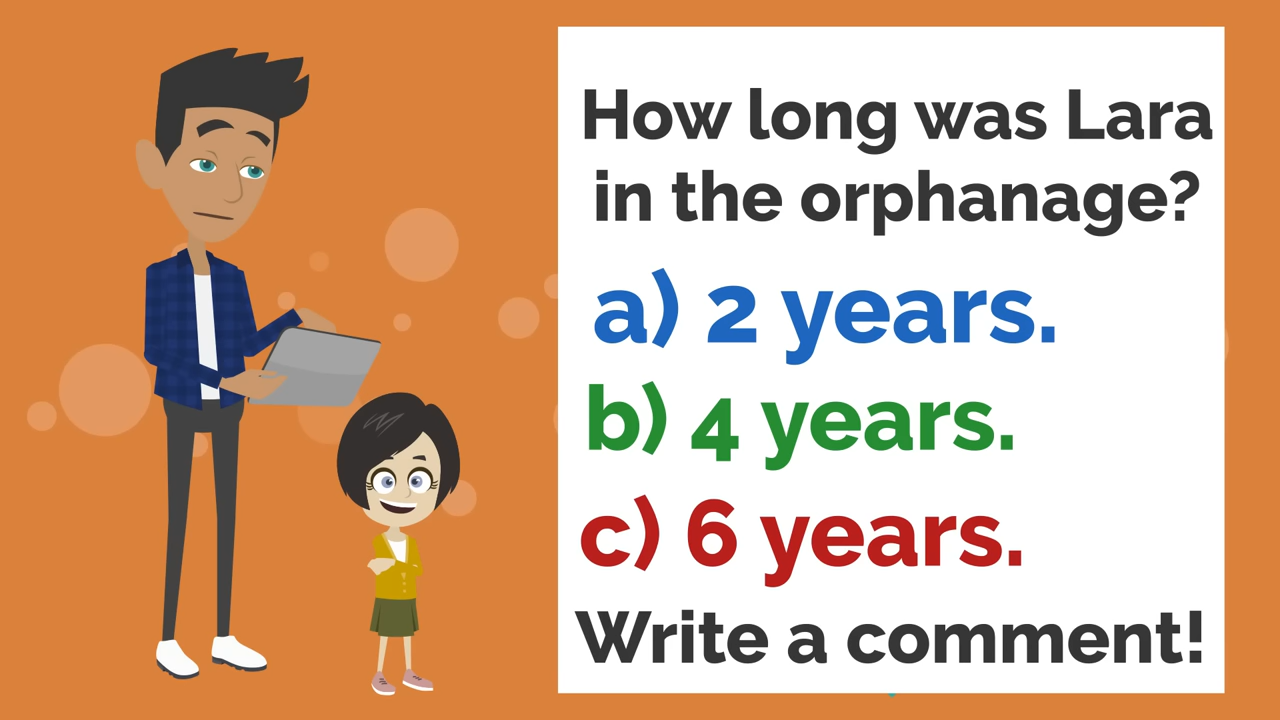 How long was Lara
in the orphanage?
a) 2 years.
b) 4 years.
c) 6 years.
Write a comment!